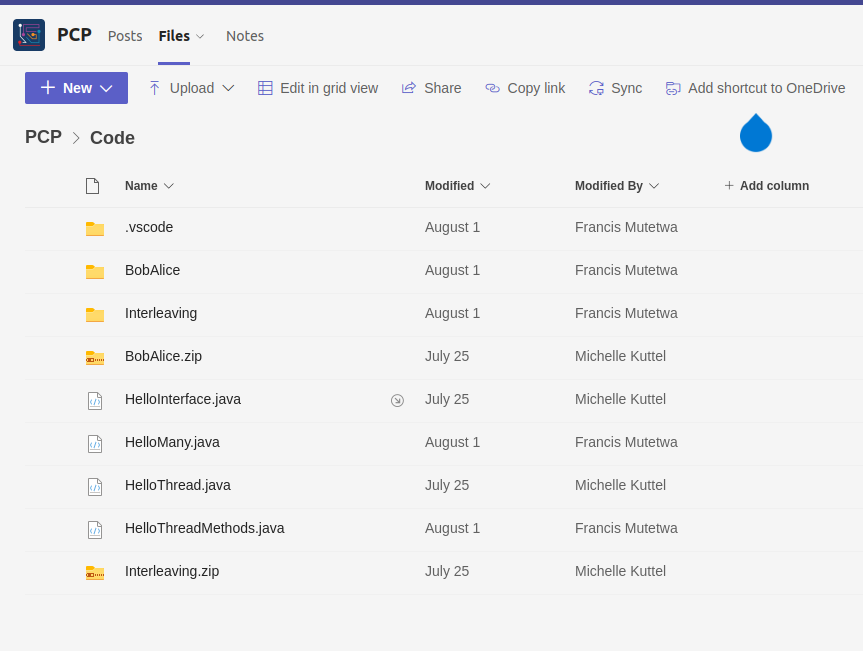 PCP Posts Files Notes
New Upload Edit in grid view Share Copy link Sync Add shortcut to OneDrive
PCP > Code
Name Modified Modified By + Add column
.vscode August 1 Francis Mutetwa
BobAlice August 1 Francis Mutetwa
Interleaving August 1 Francis Mutetwa
BobAlice.zip July 25 Michelle Kuttel
HelloInterface.java July 25 Michelle Kuttel
HelloMany.java August 1 Francis Mutetwa
HelloThread.java July 25 Michelle Kuttel
HelloThreadMethods.java August 1 Francis Mutetwa
Interleaving.zip July 25 Michelle Kuttel